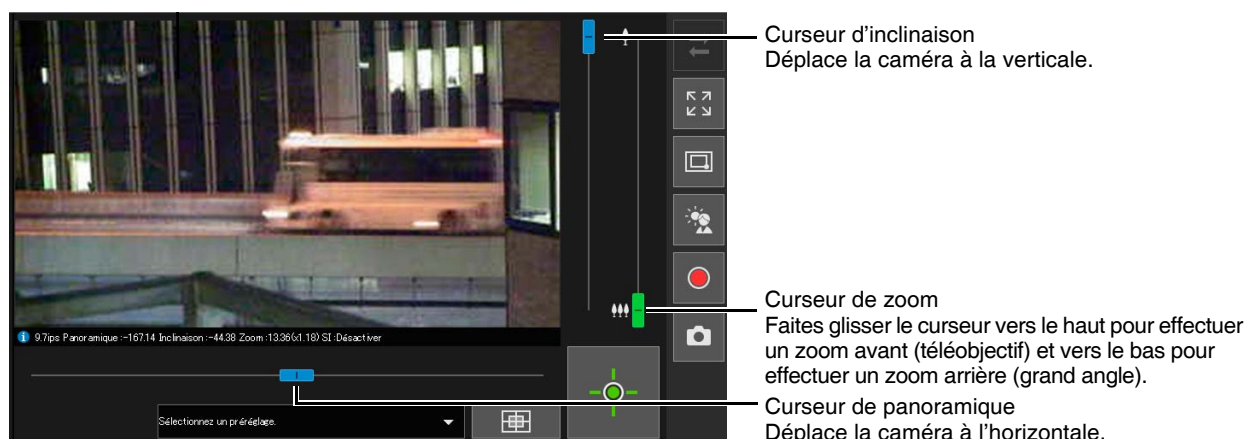 Curseur d'inclinaison
Déplace la caméra à la verticale.
Curseur de zoom
Faites glisser le curseur vers le haut pour effectuer
un zoom avant (téléobjectif) et vers le bas pour
effectuer un zoom arrière (grand angle).
9.7ips Panoramique :-167.14 Inclinaison :-44.38 Zoom :13.36(x1.18) SI :Désactiver
Curseur de panoramique
Déplace la caméra à l'horizontale.
Sélectionnez un préréglage.